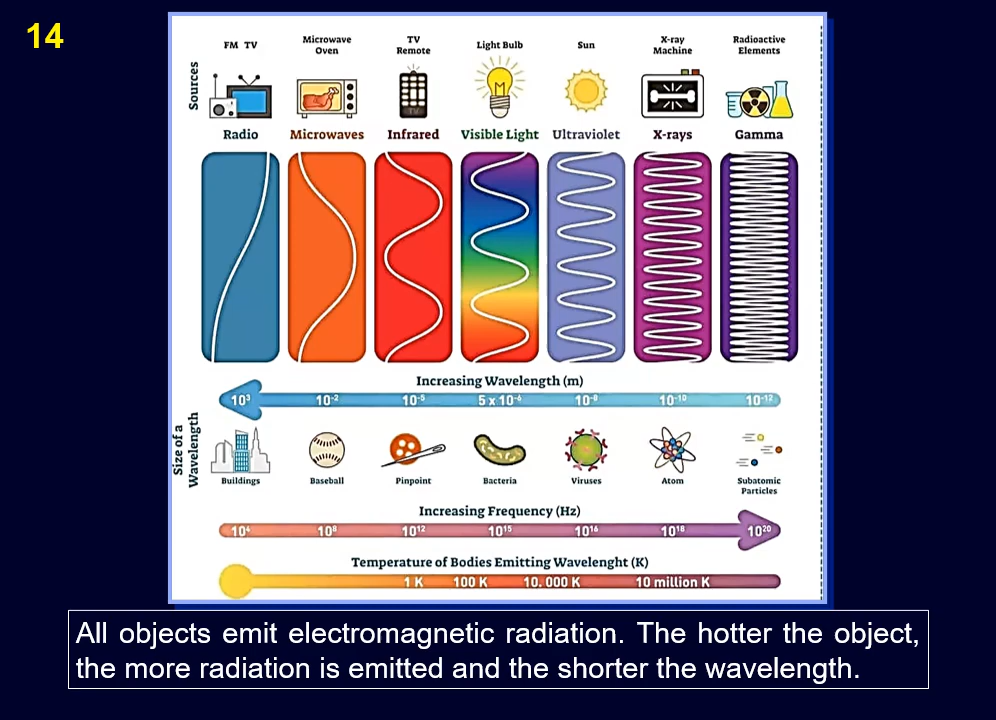 14
FM TV
Microwave
Oven
TV
Remote
Light Bulb
Sun
X-ray
Machine
Radioactive
Elements
Sources
Radio
Microwaves
Infrared
Visible Light
Ultraviolet
X-rays
Gamma
Increasing Wavelength (m)
10³ 10⁻² 10⁻⁵ 5 x 10⁻⁶ 10⁻⁸ 10⁻¹⁰ 10⁻¹²
Size of a
Wavelength
Buildings
Baseball
Pinpoint
Bacteria
Viruses
Atom
Subatomic
Particles
Increasing Frequency (Hz)
10⁴ 10⁸ 10¹² 10¹⁵ 10¹⁶ 10¹⁸ 10²⁰
Temperature of Bodies Emitting Wavelenght (K)
1 K 100 K 10.000 K 10 million K
All objects emit electromagnetic radiation. The hotter the object,
the more radiation is emitted and the shorter the wavelength.